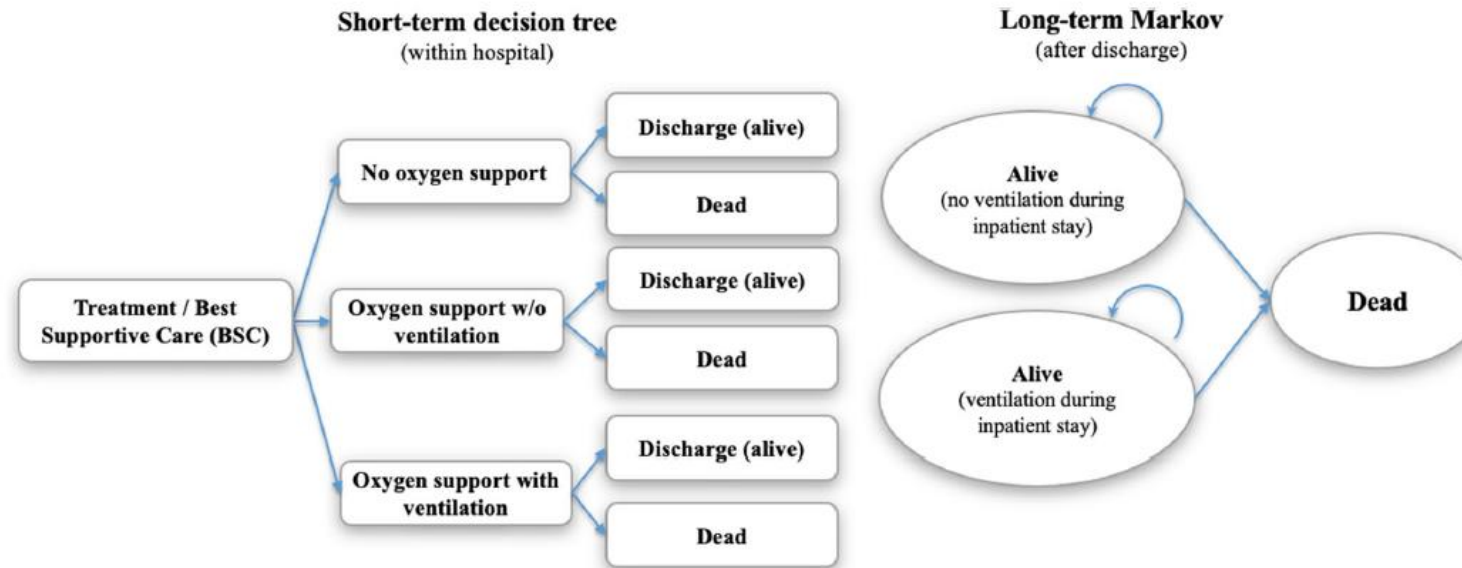 Short-term decision tree
(within hospital)
Long-term Markov
(after discharge)
Treatment / Best
Supportive Care (BSC)
No oxygen support
Discharge (alive)
Dead
Oxygen support w/o
ventilation
Discharge (alive)
Dead
Oxygen support with
ventilation
Discharge (alive)
Dead
Alive
(no ventilation during
inpatient stay)
Alive
(ventilation during
inpatient stay)
Dead